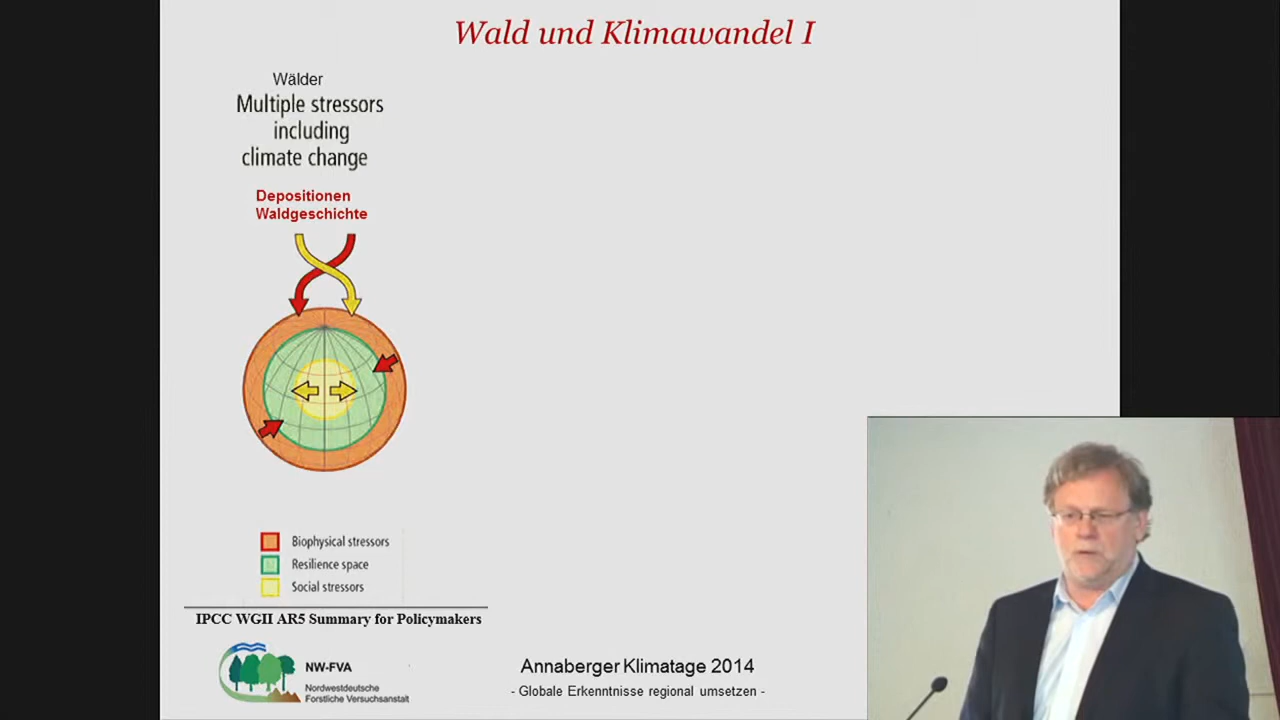 Wald und Klimawandel I
Wälder
Multiple stressors
including
climate change
Depositionen
Waldgeschichte
Biophysical stressors
Resilience space
Social stressors
IPCC WGII AR5 Summary for Policymakers
NW-FVA
Nordwestdeutsche
Forstliche Versuchsanstalt
Annaberger Klimatage 2014
- Globale Erkenntnisse regional umsetzen -